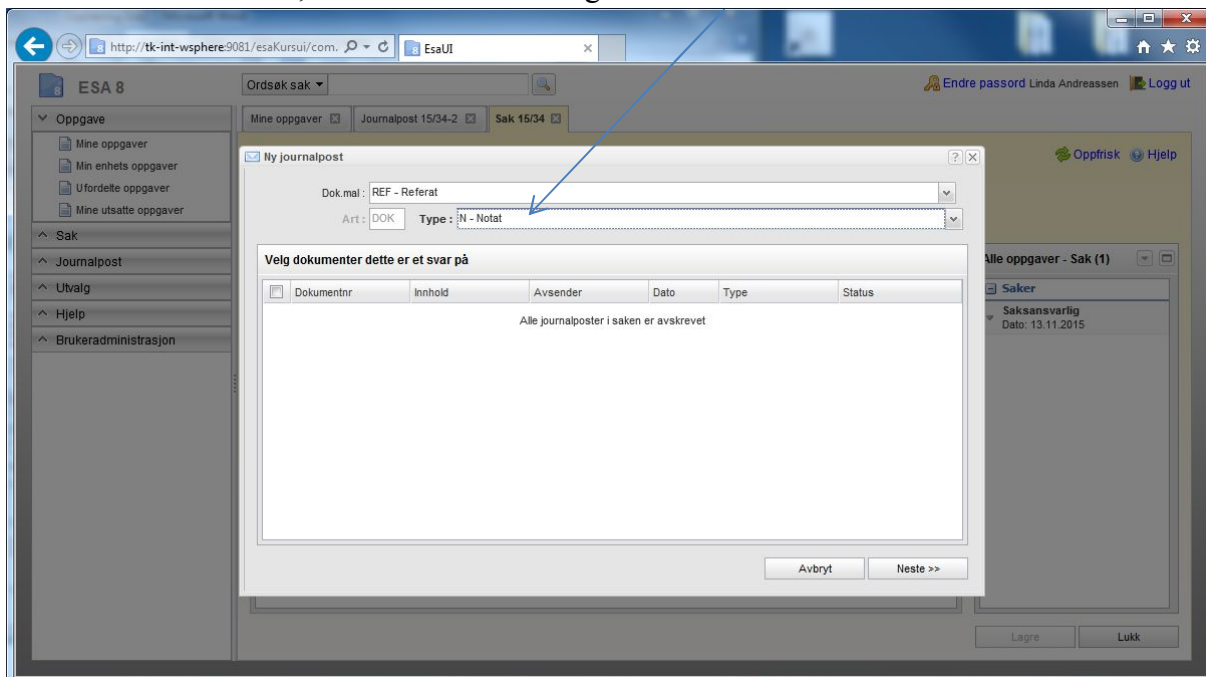 http://tk-int-wsphere:9081/esaKursui/com. EsaUI
ESA 8 Ordsøk sak Endre passord Linda Andreassen Logg ut
Oppgave Mine oppgaver Journalpost 15/34-2 Sak 15/34
Mine oppgaver
Min enhets oppgaver
Ufordelte oppgaver
Mine utsatte oppgaver
Sak
Journalpost
Utvalg
Hjelp
Brukeradministrasjon
Oppfrisk Hjelp
Ny journalpost
Dok.mal : REF - Referat
Art : DOK Type : N - Notat
Velg dokumenter dette er et svar på
Dokumentnr Innhold Avsender Dato Type Status
Alle journalposter i saken er avskrevet
Avbryt Neste >>
Alle oppgaver - Sak (1)
Saker
Saksansvarlig
Dato: 13.11.2015
Lagre Lukk